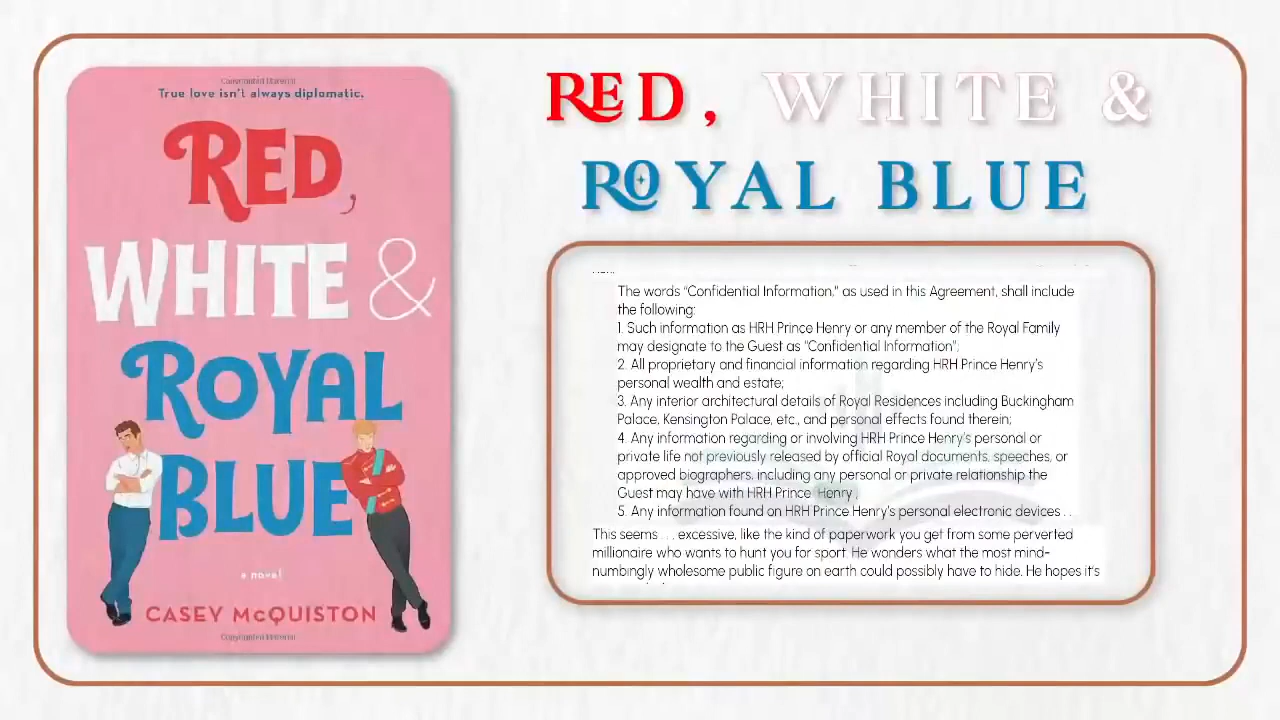 Copyrighted Material
True love isn't always diplomatic.
RED,
WHITE &
ROYAL
BLUE
a novel
CASEY McQUISTON
Copyrighted Material
RED, WHITE &
ROYAL BLUE
The words “Confidential Information,” as used in this Agreement, shall include
the following:
1. Such information as HRH Prince Henry or any member of the Royal Family
may designate to the Guest as “Confidential Information”;
2. All proprietary and financial information regarding HRH Prince Henry’s
personal wealth and estate;
3. Any interior architectural details of Royal Residences including Buckingham
Palace, Kensington Palace, etc., and personal effects found therein;
4. Any information regarding or involving HRH Prince Henry’s personal or
private life not previously released by official Royal documents, speeches, or
approved biographers, including any personal or private relationship the
Guest may have with HRH Prince Henry ;
5. Any information found on HRH Prince Henry’s personal electronic devices . . .
This seems . . . excessive, like the kind of paperwork you get from some perverted
millionaire who wants to hunt you for sport. He wonders what the most mind-
numbingly wholesome public figure on earth could possibly have to hide. He hopes it’s